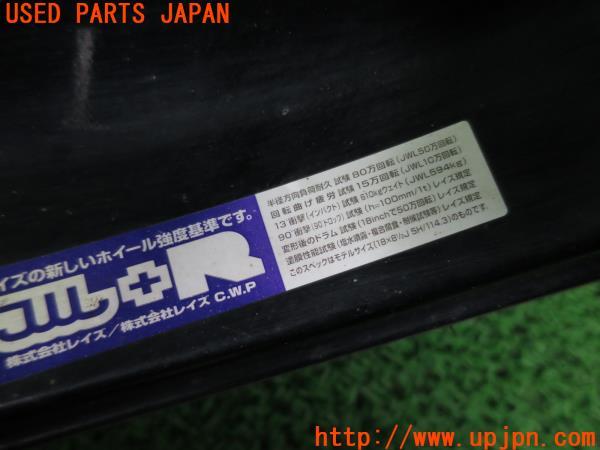 USED PARTS JAPAN
半径方向負荷耐久試験 80万回転(JWL50万回転)
回転曲げ疲労試験 15万回転(JWL10万回転)
13°衝撃(インパクト)試験 610kgウェイト(JWL594kg)
90°衝撃(90°ドロップ)試験 (h=100mm/1t)レイズ規定
変形後のドラム試験(18inchで50万回転)レイズ規定
塗膜性能試験(塩水噴霧・複合腐食・耐候試験等)レイズ規定
このスペックはモデルサイズ(18×8½J 5H/114.3)のものです。
イズの新しいホイール強度基準です。
JWL+R
株式会社レイズ/株式会社レイズ C.W.P
http://www.upjpn.com/